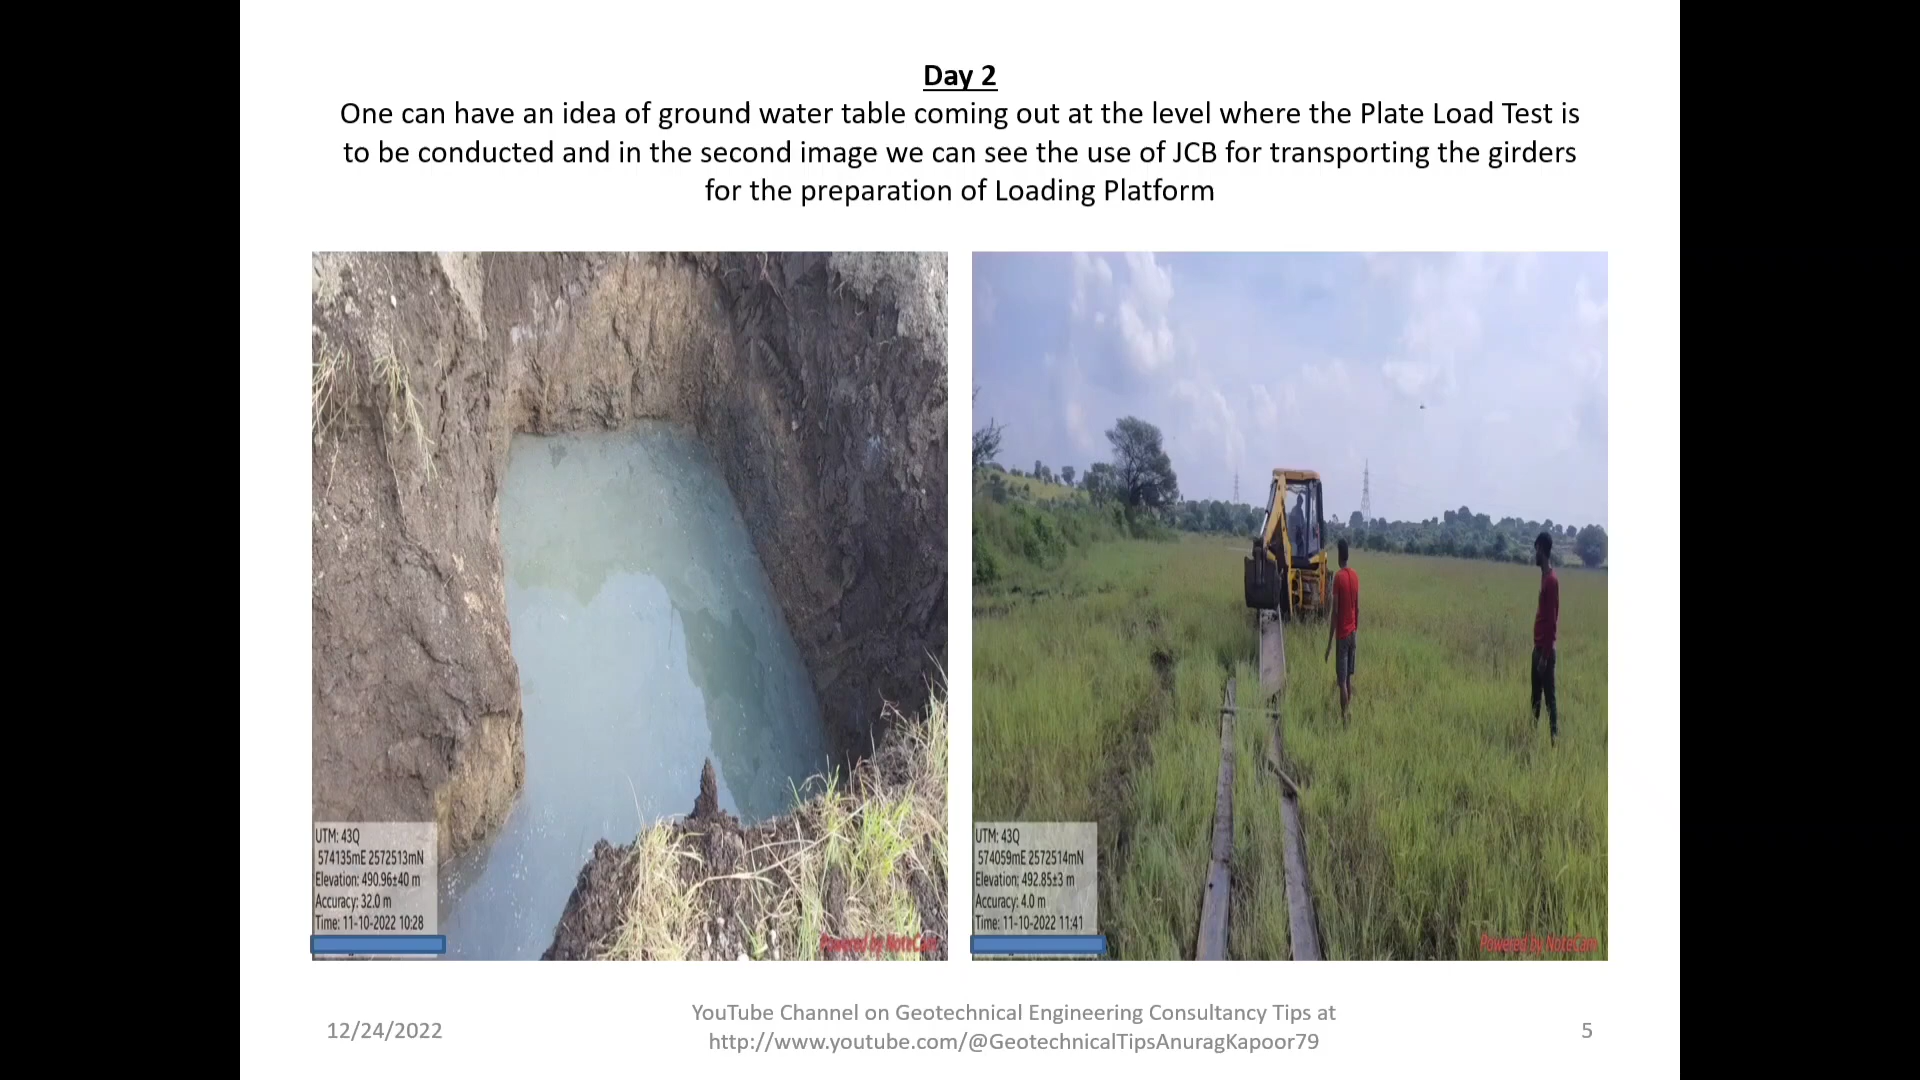 Day 2
One can have an idea of ground water table coming out at the level where the Plate Load Test is
to be conducted and in the second image we can see the use of JCB for transporting the girders
for the preparation of Loading Platform
UTM: 43Q
574135mE 2572513mN
Elevation: 490.96±40 m
Accuracy: 32.0 m
Time: 11-10-2022 10:28
Powered by NoteCam
UTM: 43Q
574059mE 2572514mN
Elevation: 492.85±3 m
Accuracy: 4.0 m
Time: 11-10-2022 11:41
Powered by NoteCam
12/24/2022
YouTube Channel on Geotechnical Engineering Consultancy Tips at
http://www.youtube.com/@GeotechnicalTipsAnuragKapoor79
5